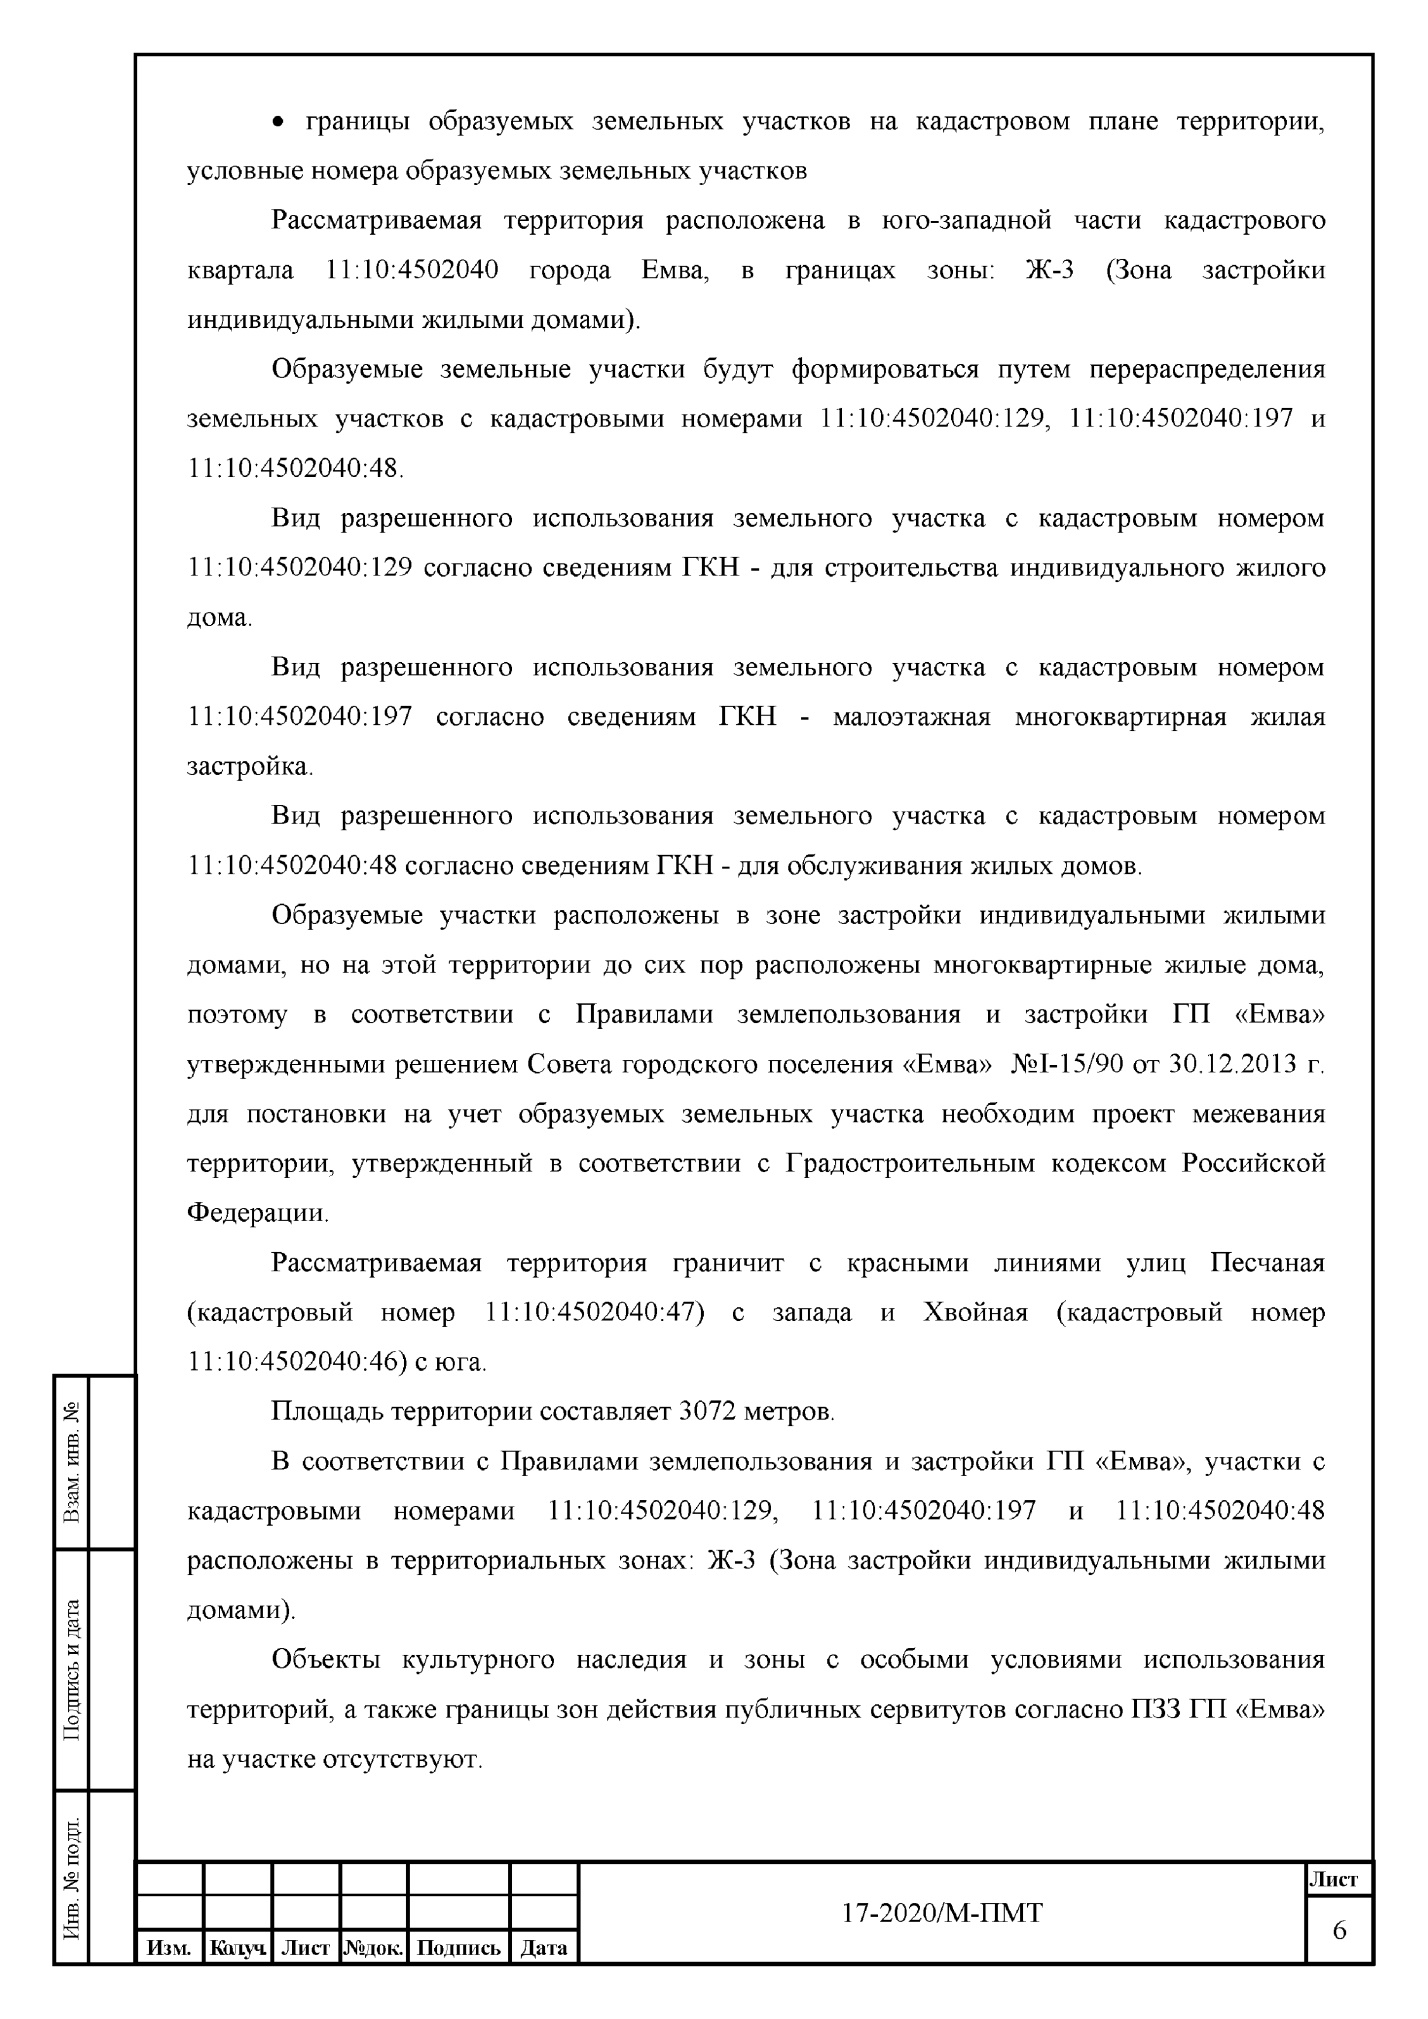 • границы образуемых земельных участков на кадастровом плане территории,
условные номера образуемых земельных участков
Рассматриваемая территория расположена в юго-западной части кадастрового
квартала 11:10:4502040 города Емва, в границах зоны: Ж-3 (Зона застройки
индивидуальными жилыми домами).
Образуемые земельные участки будут формироваться путем перераспределения
земельных участков с кадастровыми номерами 11:10:4502040:129, 11:10:4502040:197 и
11:10:4502040:48.
Вид разрешенного использования земельного участка с кадастровым номером
11:10:4502040:129 согласно сведениям ГКН - для строительства индивидуального жилого
дома.
Вид разрешенного использования земельного участка с кадастровым номером
11:10:4502040:197 согласно сведениям ГКН - малоэтажная многоквартирная жилая
застройка.
Вид разрешенного использования земельного участка с кадастровым номером
11:10:4502040:48 согласно сведениям ГКН - для обслуживания жилых домов.
Образуемые участки расположены в зоне застройки индивидуальными жилыми
домами, но на этой территории до сих пор расположены многоквартирные жилые дома,
поэтому в соответствии с Правилами землепользования и застройки ГП «Емва»
утвержденными решением Совета городского поселения «Емва» №I-15/90 от 30.12.2013 г.
для постановки на учет образуемых земельных участка необходим проект межевания
территории, утвержденный в соответствии с Градостроительным кодексом Российской
Федерации.
Рассматриваемая территория граничит с красными линиями улиц Песчаная
(кадастровый номер 11:10:4502040:47) с запада и Хвойная (кадастровый номер
11:10:4502040:46) с юга.
Площадь территории составляет 3072 метров.
В соответствии с Правилами землепользования и застройки ГП «Емва», участки с
кадастровыми номерами 11:10:4502040:129, 11:10:4502040:197 и 11:10:4502040:48
расположены в территориальных зонах: Ж-3 (Зона застройки индивидуальными жилыми
домами).
Объекты культурного наследия и зоны с особыми условиями использования
территорий, а также границы зон действия публичных сервитутов согласно ПЗЗ ГП «Емва»
на участке отсутствуют.
Взам. инв. №
Подпись и дата
Инв. № подл.
Изм. Кол.уч. Лист №док. Подпись Дата
17-2020/М-ПМТ
Лист
6